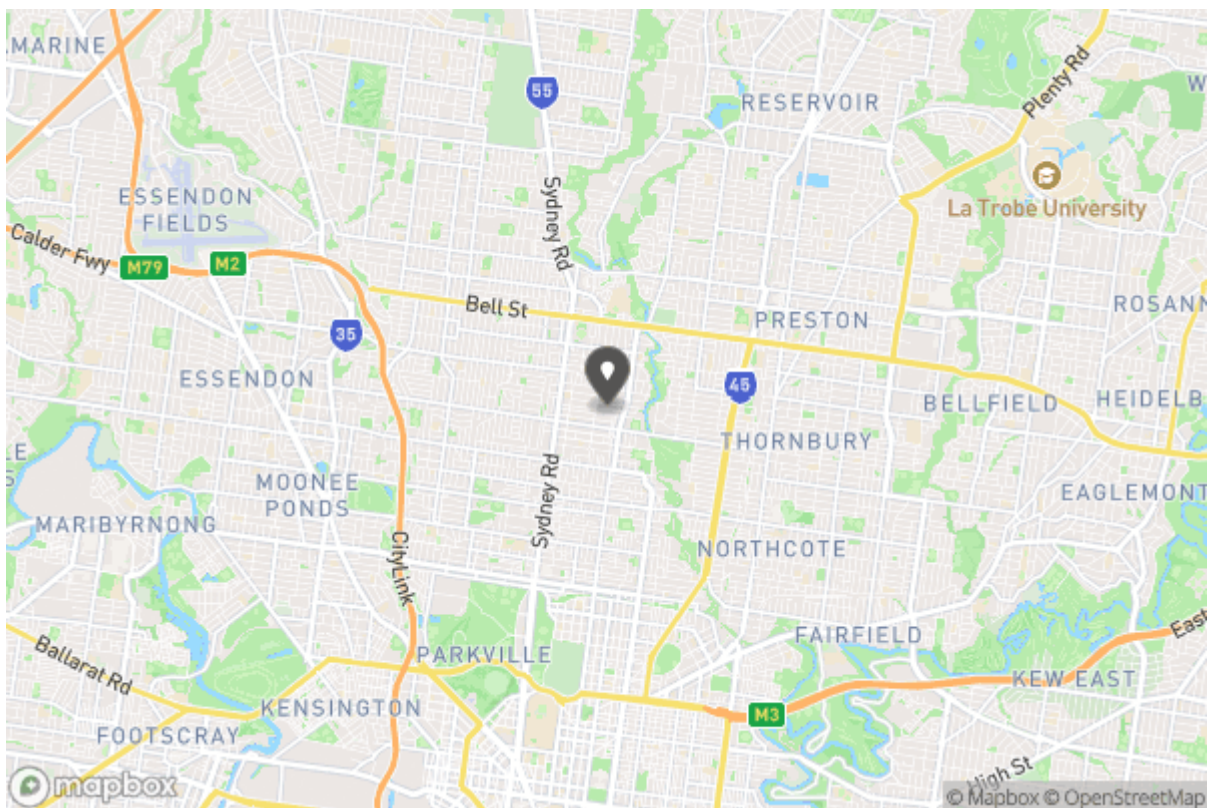 AMARINE
55
RESERVOIR
Plenty Rd
W
ESSENDON
FIELDS
Sydney Rd
La Trobe University
Calder Fwy
M79
M2
Bell St
PRESTON
ROSANN
35
ESSENDON
45
BELLFIELD
HEIDELB
THORNBURY
LE
S
MOONEE
PONDS
Sydney Rd
EAGLEMONT
MARIBYRNONG
CityLink
NORTHCOTE
FAIRFIELD
East
Ballarat Rd
PARKVILLE
KEW EAST
KENSINGTON
M3
FOOTSCRAY
High St
mapbox
© Mapbox © OpenStreetMap